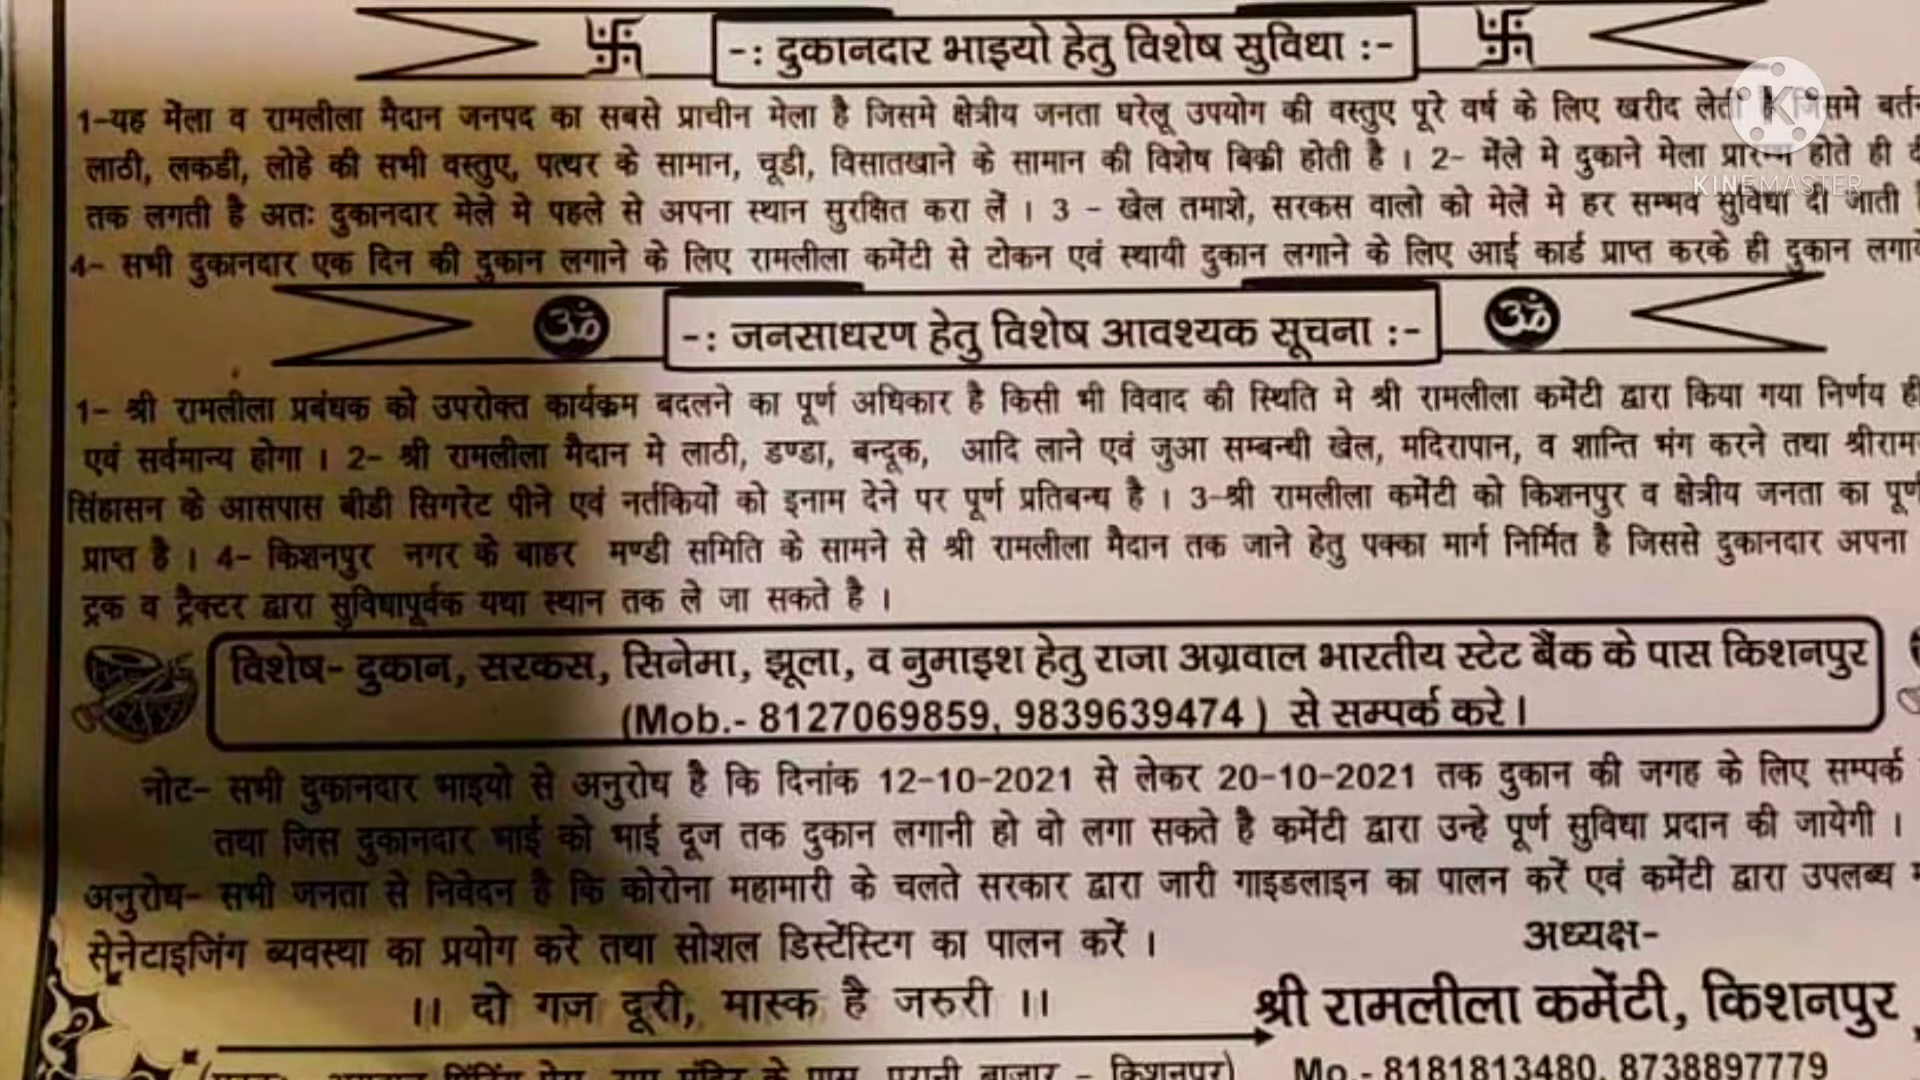 -: दुकानदार भाइयो हेतु विशेष सुविधा :-
1-यह मेंला व रामलीला मैदान जनपद का सबसे प्राचीन मेला है जिसमे क्षेत्रीय जनता घरेलू उपयोग की वस्तुए पूरे वर्ष के लिए खरीद लेती है जिसमे
लाठी, लकडी, लोहे की सभी वस्तुए, पत्थर के सामान, चूडी, विसातखाने के सामान की विशेष बिक्री होती है । 2- मेंले मे दुकाने मेला प्रारम्भ होते ही
KINEMASTER
तक लगती है अतः दुकानदार मेले मे पहले से अपना स्थान सुरक्षित करा लें । 3 - खेल तमाशे, सरकस वालो को मेलें मे हर सम्भव सुविधा दी जाती
4- सभी दुकानदार एक दिन की दुकान लगाने के लिए रामलीला कमेंटी से टोकन एवं स्थायी दुकान लगाने के लिए आई कार्ड प्राप्त करके ही दुकान
-: जनसाधरण हेतु विशेष आवश्यक सूचना :-
1- श्री रामलीला प्रबंधक को उपरोक्त कार्यक्रम बदलने का पूर्ण अधिकार है किसी भी विवाद की स्थिति मे श्री रामलीला कमेंटी द्वारा किया गया निर्णय ही
एवं सर्वमान्य होगा । 2- श्री रामलीला मैदान मे लाठी, डण्डा, बन्दूक, आदि लाने एवं जुआ सम्बन्धी खेल, मदिरापान, व शान्ति भंग करने तथा श्रीराम
सिंहासन के आसपास बीडी सिगरेट पीने एवं नर्तकियों को इनाम देने पर पूर्ण प्रतिबन्ध है । 3-श्री रामलीला कमेंटी को किशनपुर व क्षेत्रीय जनता का पूर्ण
प्राप्त है । 4- किशनपुर नगर के बाहर मण्डी समिति के सामने से श्री रामलीला मैदान तक जाने हेतु पक्का मार्ग निर्मित है जिससे दुकानदार अपना
ट्रक व ट्रैक्टर द्वारा सुविधापूर्वक यथा स्थान तक ले जा सकते है ।
विशेष- दुकान, सरकस, सिनेमा, झूला, व नुमाइश हेतु राजा अग्रवाल भारतीय स्टेट बैंक के पास किशनपुर
(Mob.- 8127069859, 9839639474 ) से सम्पर्क करे ।
नोट- सभी दुकानदार भाइयो से अनुरोध है कि दिनांक 12-10-2021 से लेकर 20-10-2021 तक दुकान की जगह के लिए सम्पर्क
तथा जिस दुकानदार भाई को भाई दूज तक दुकान लगानी हो वो लगा सकते है कमेंटी द्वारा उन्हे पूर्ण सुविधा प्रदान की जायेगी ।
अनुरोध- सभी जनता से निवेदन है कि कोरोना महामारी के चलते सरकार द्वारा जारी गाइडलाइन का पालन करें एवं कमेंटी द्वारा उपलब्ध
सेनेटाइजिंग ब्यवस्था का प्रयोग करे तथा सोशल डिस्टेंस्टिग का पालन करें ।
अध्यक्ष-
।। दो गज दूरी, मास्क है जरुरी ।।
श्री रामलीला कमेंटी, किशनपुर
पुरानी बाजार - किशनपुर)
Mo.- 8181813480, 8738897779